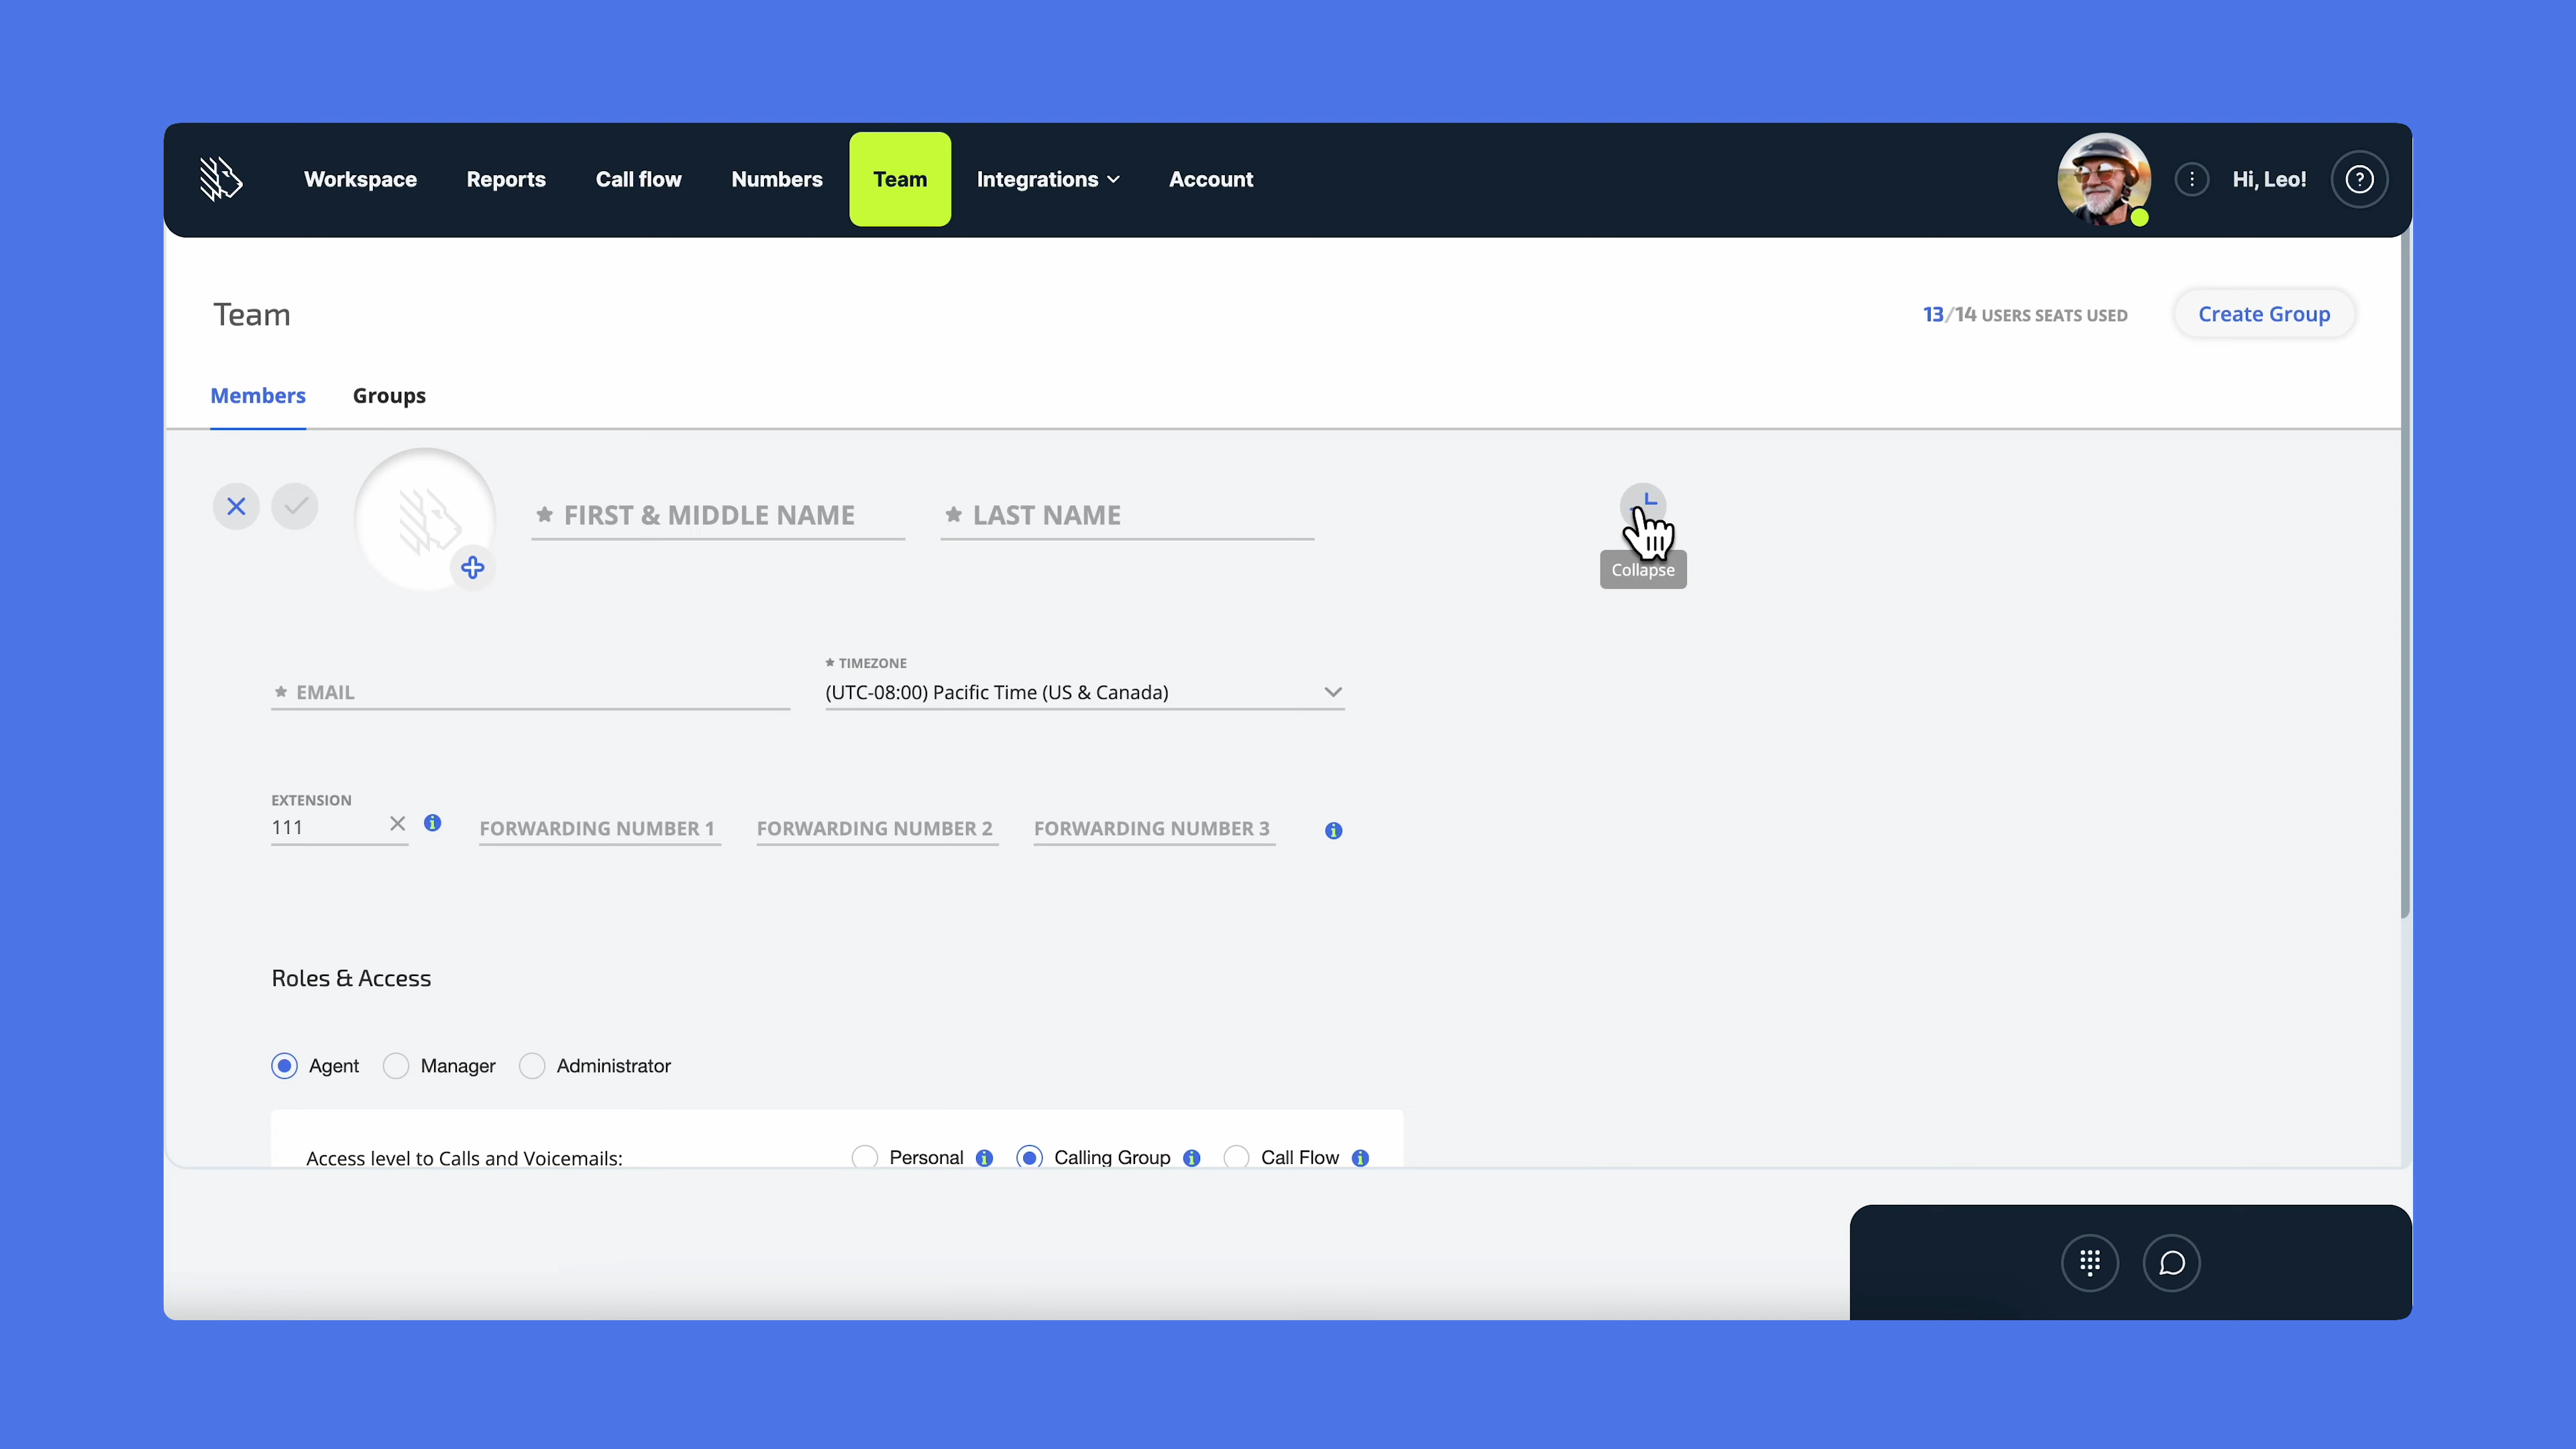 Workspace Reports Call flow Numbers Team Integrations Account Hi, Leo!
Team 13/14 USERS SEATS USED Create Group
Members Groups
★ FIRST & MIDDLE NAME ★ LAST NAME
Collapse
★ TIMEZONE
★ EMAIL (UTC-08:00) Pacific Time (US & Canada)
EXTENSION
111 FORWARDING NUMBER 1 FORWARDING NUMBER 2 FORWARDING NUMBER 3
Roles & Access
Agent Manager Administrator
Access level to Calls and Voicemails: Personal Calling Group Call Flow